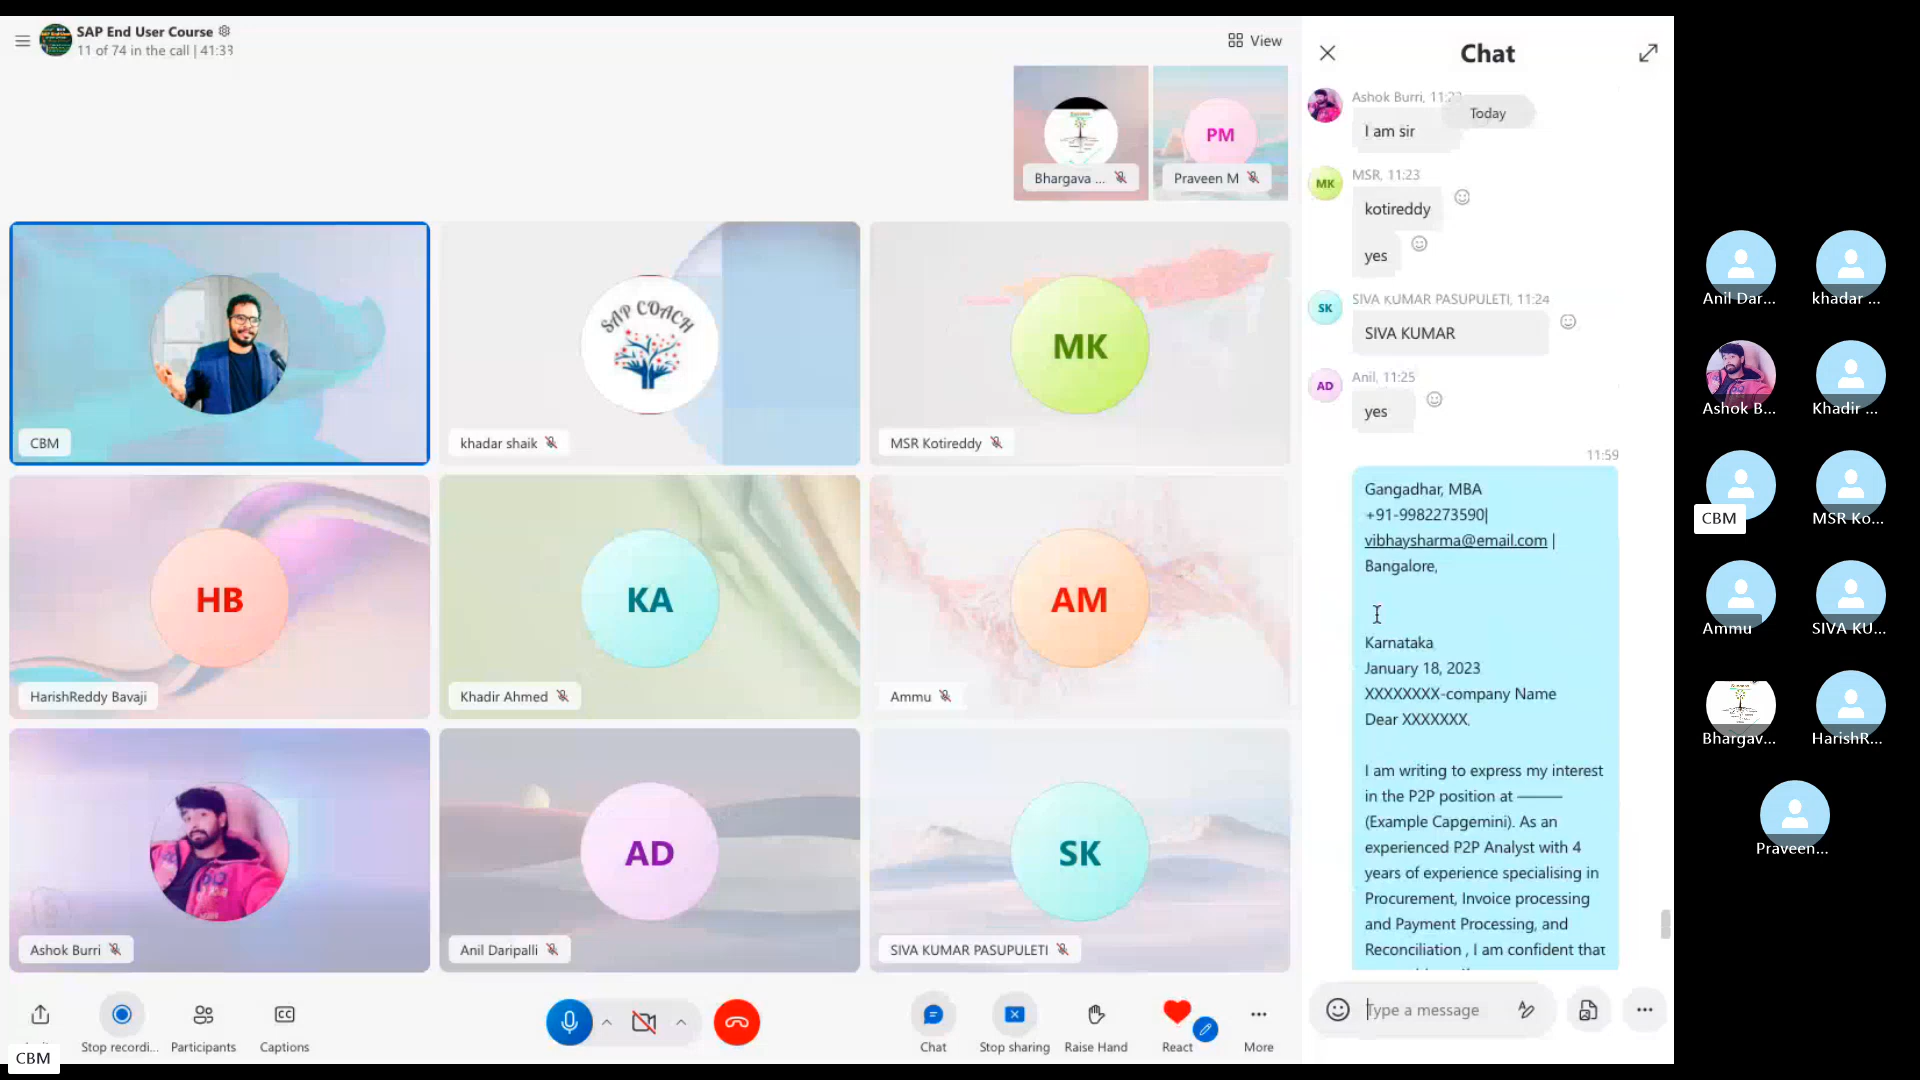 SAP End User Course
11 of 74 in the call | 41:33
View
Bhargava ...
PM
Praveen M
CBM
SAP COACH
khadar shaik
MK
MSR Kotireddy
HB
HarishReddy Bavaji
KA
Khadir Ahmed
AM
Ammu
Ashok Burri
AD
Anil Daripalli
SK
SIVA KUMAR PASUPULETI
Stop recordi...
Participants
CC
Captions
Chat
Stop sharing
Raise Hand
React
More
CBM
Chat
Ashok Burri, 11:23
Today
I am sir
MK
MSR, 11:23
kotireddy
yes
SIVA KUMAR PASUPULETI, 11:24
SK
SIVA KUMAR
Anil, 11:25
AD
yes
11:59
Gangadhar, MBA
+91-9982273590|
vibhaysharma@email.com |
Bangalore,
Karnataka
January 18, 2023
XXXXXXXX-company Name
Dear XXXXXXX,
I am writing to express my interest
in the P2P position at ———
(Example Capgemini). As an
experienced P2P Analyst with 4
years of experience specialising in
Procurement, Invoice processing
and Payment Processing, and
Reconciliation , I am confident that
Type a message
Anil Dar...
khadar ...
Ashok B...
Khadir ...
CBM
MSR Ko...
Ammu
SIVA KU...
Bhargav...
HarishR...
Praveen...